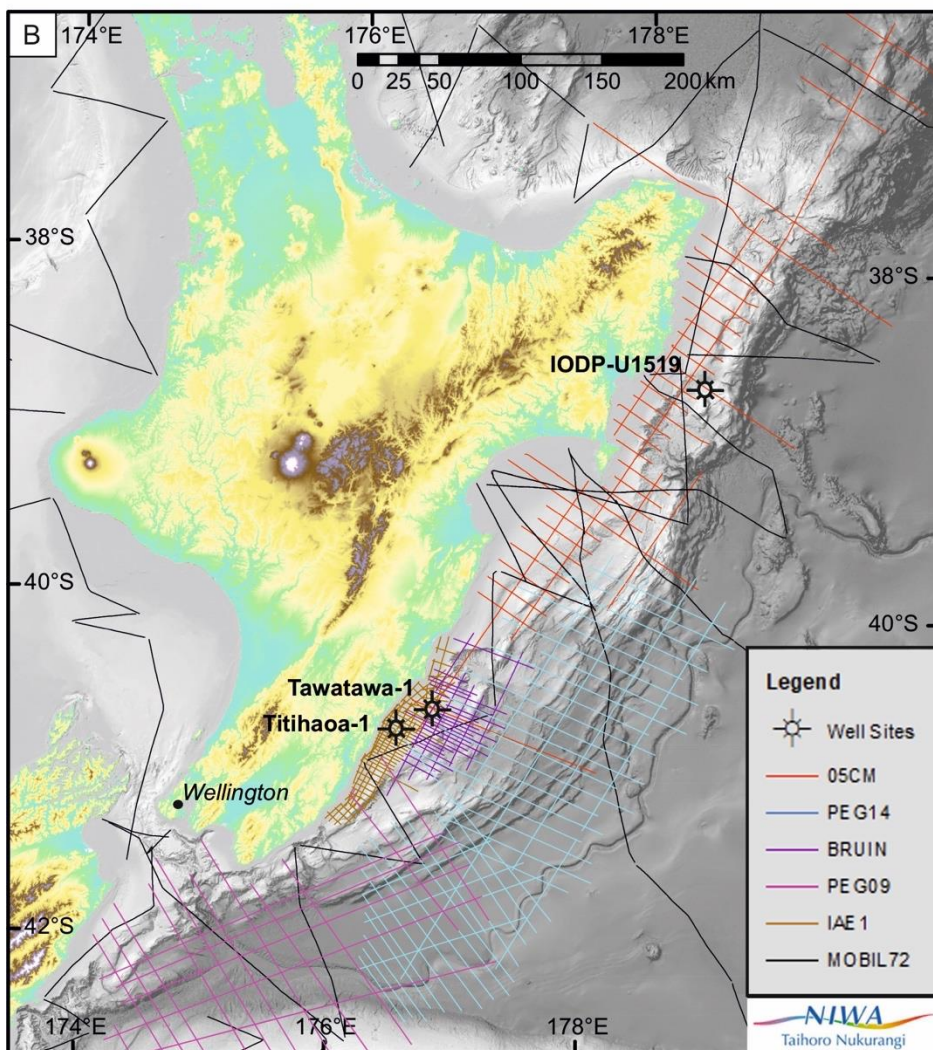 B
174°E
176°E
178°E
0 25 50 100 150 200 km
38°S
38°S
IODP-U1519
40°S
40°S
Tawatawa-1
Titihaoa-1
Wellington
42°S
174°E
176°E
178°E
Legend
Well Sites
05CM
PEG14
BRUIN
PEG09
IAE1
MOBIL72
NIWA
Taihoro Nukurangi